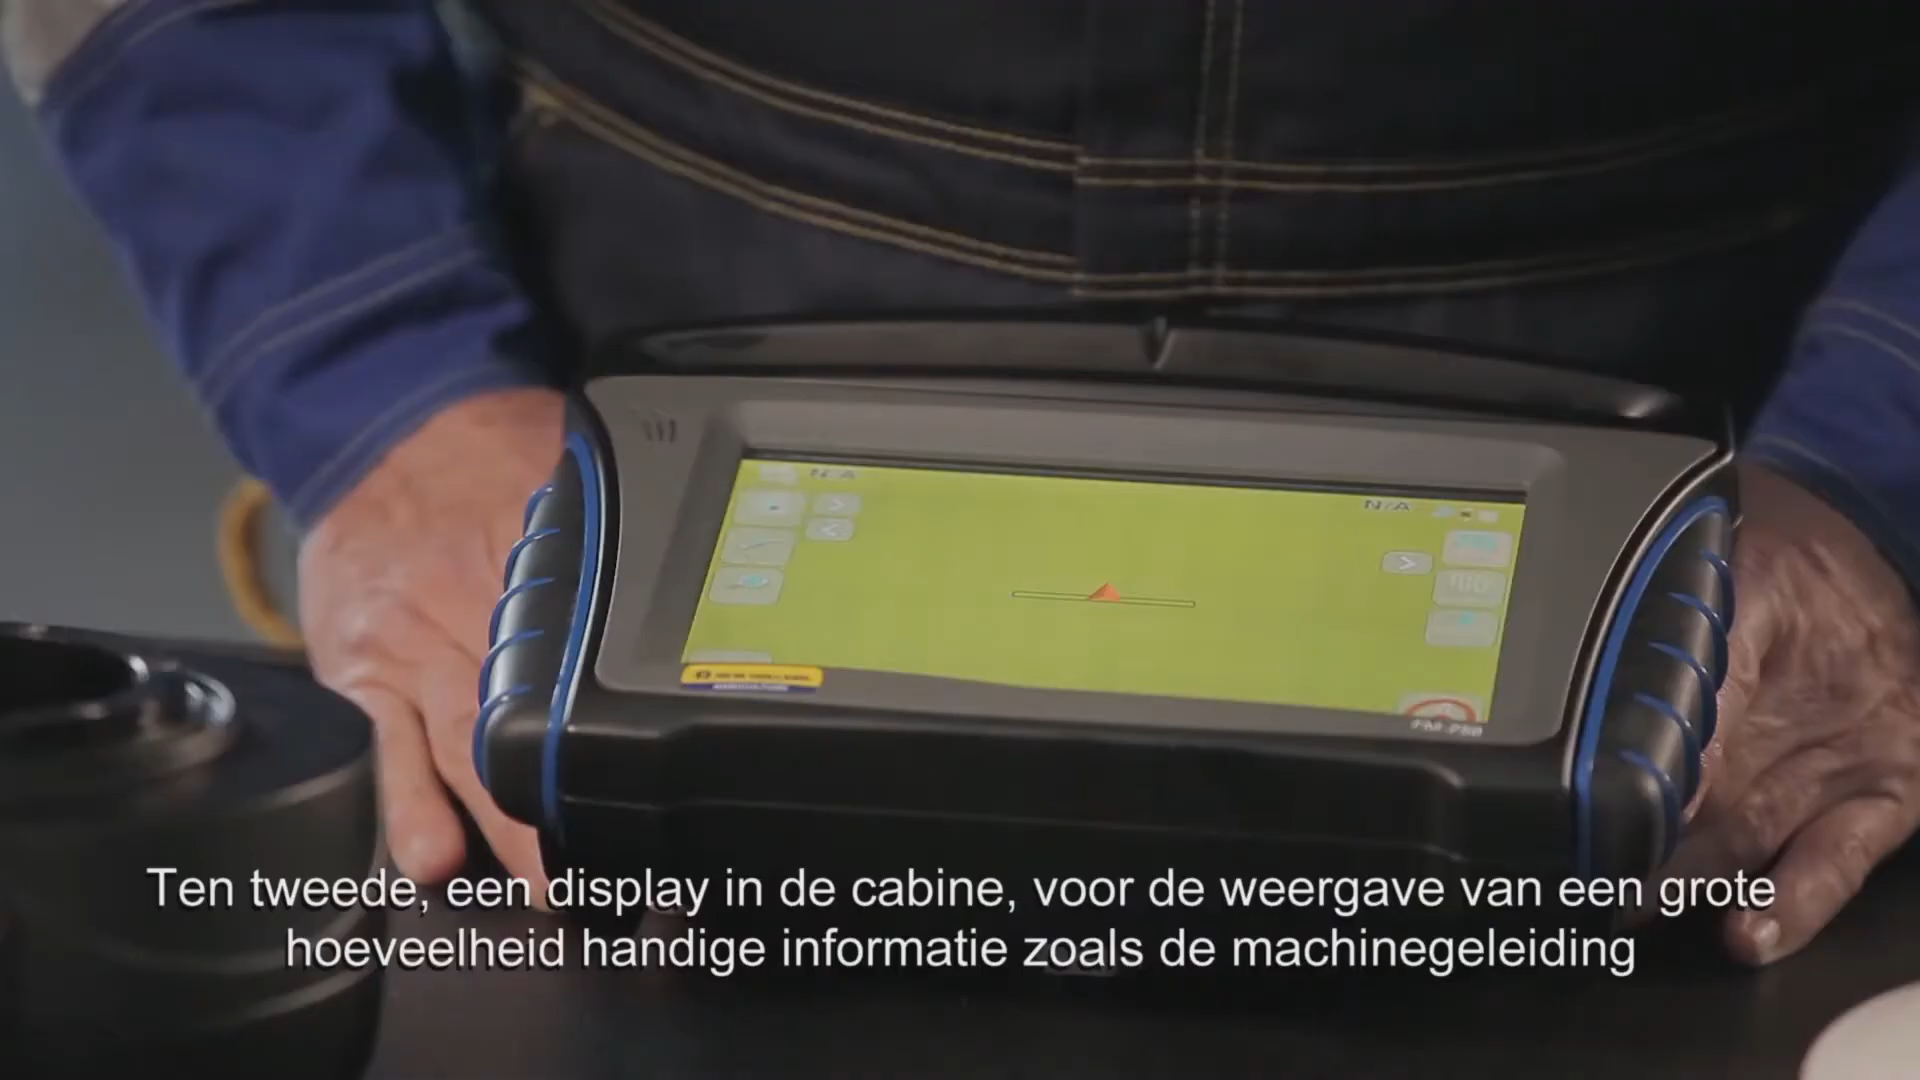 N/A
N/A
Ten tweede, een display in de cabine, voor de weergave van een grote
hoeveelheid handige informatie zoals de machinegeleiding